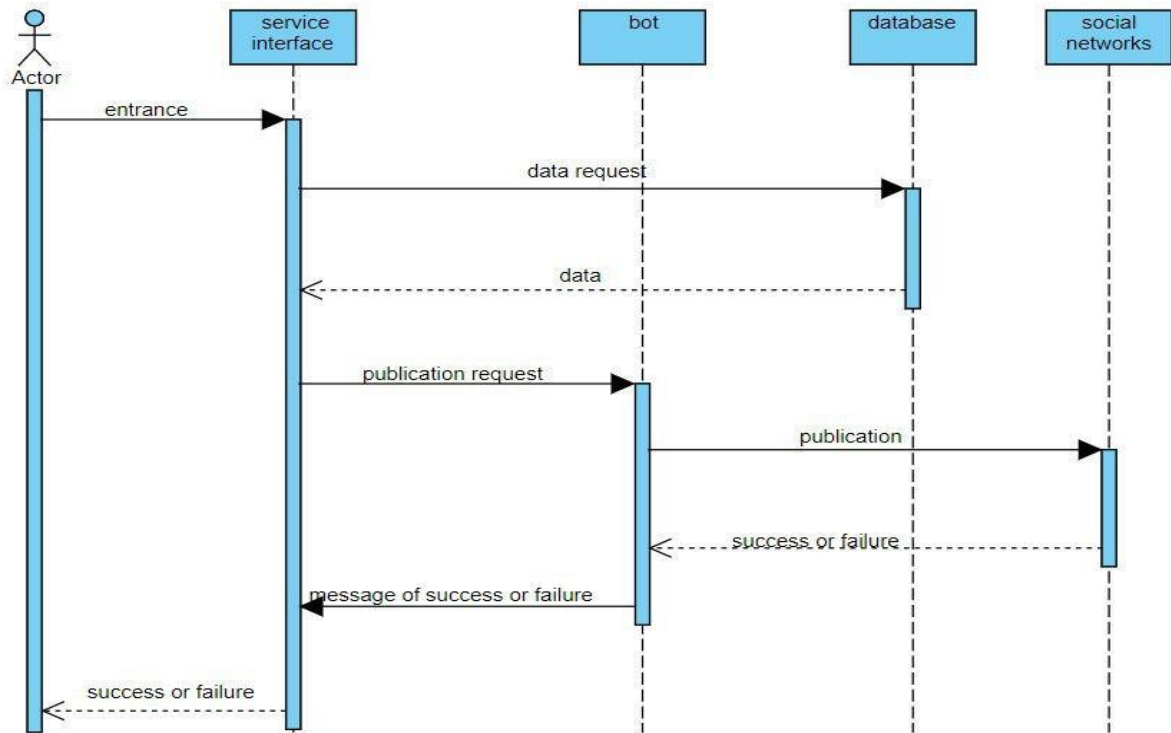 service
interface
bot
database
social
networks
Actor
entrance
data request
data
publication request
publication
success or failure
message of success or failure
success or failure